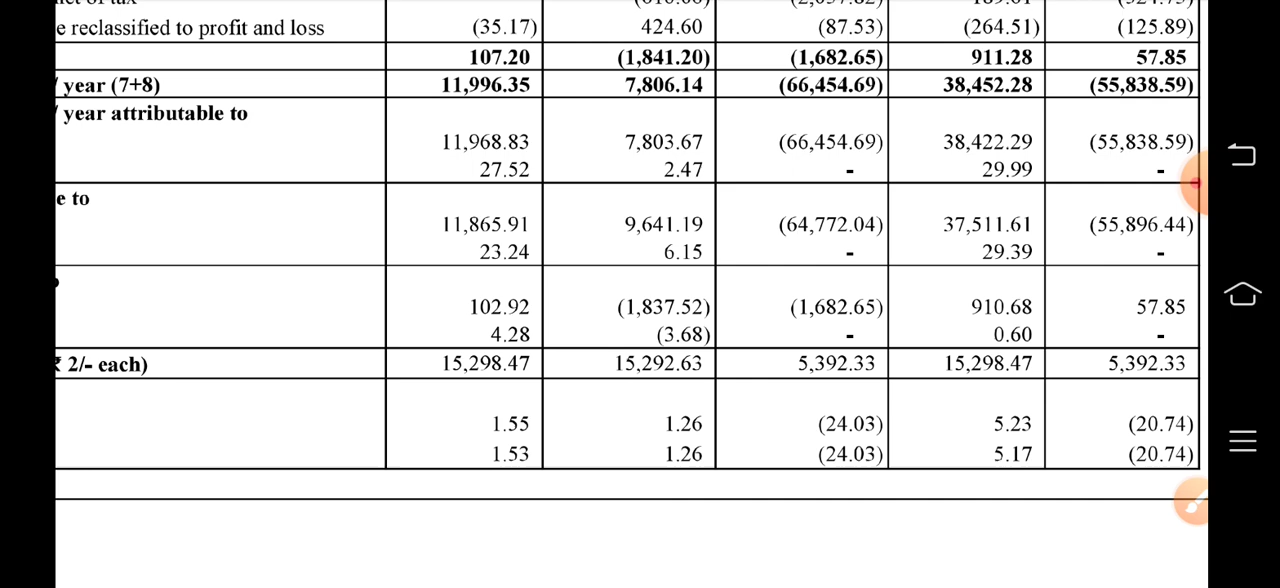 e reclassified to profit and loss (35.17) 424.60 (87.53) (264.51) (125.89)
107.20 (1,841.20) (1,682.65) 911.28 57.85
/ year (7+8) 11,996.35 7,806.14 (66,454.69) 38,452.28 (55,838.59)
/ year attributable to
11,968.83 7,803.67 (66,454.69) 38,422.29 (55,838.59)
27.52 2.47 - 29.99 -
e to
11,865.91 9,641.19 (64,772.04) 37,511.61 (55,896.44)
23.24 6.15 - 29.39 -
102.92 (1,837.52) (1,682.65) 910.68 57.85
4.28 (3.68) - 0.60 -
₹ 2/- each) 15,298.47 15,292.63 5,392.33 15,298.47 5,392.33
1.55 1.26 (24.03) 5.23 (20.74)
1.53 1.26 (24.03) 5.17 (20.74)